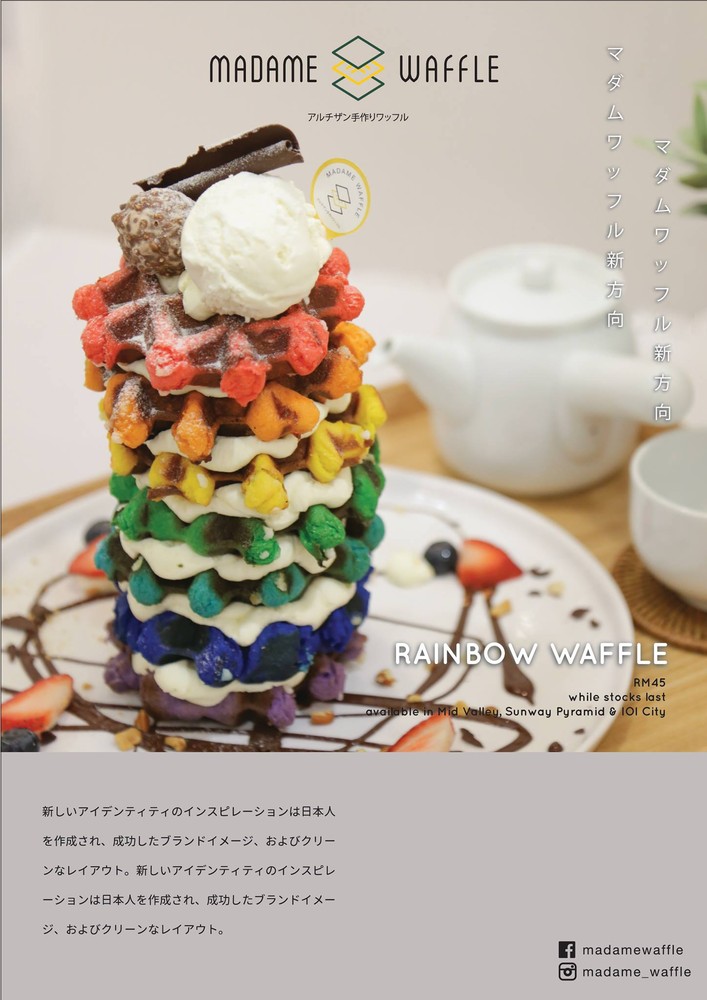 MADAME WAFFLE
アルチザン手作りワッフル
マダムワッフル新方向
マダムワッフル新方向
MADAME WAFFLE
RAINBOW WAFFLE
RM45
while stocks last
available in Mid Valley, Sunway Pyramid & IOI City
新しいアイデンティティのインスピレーションは日本人
を作成され、成功したブランドイメージ、およびクリー
ンなレイアウト。新しいアイデンティティのインスピレ
ーションは日本人を作成され、成功したブランドイメー
ジ、およびクリーンなレイアウト。
madamewaffle
madame_waffle